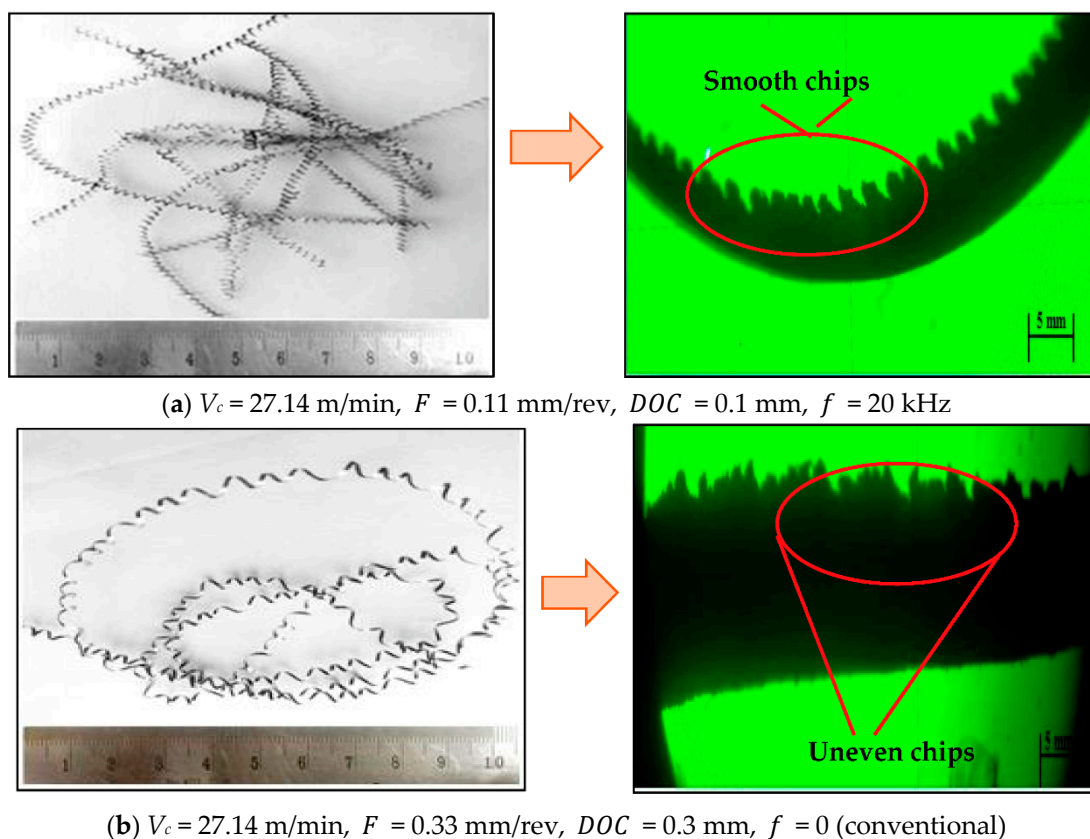 Smooth chips
5 mm
1 2 3 4 5 6 7 8 9 10
(a) Vc = 27.14 m/min, F = 0.11 mm/rev, DOC = 0.1 mm, f = 20 kHz
1 2 3 4 5 6 7 8 9 10
5 mm
Uneven chips
(b) Vc = 27.14 m/min, F = 0.33 mm/rev, DOC = 0.3 mm, f = 0 (conventional)